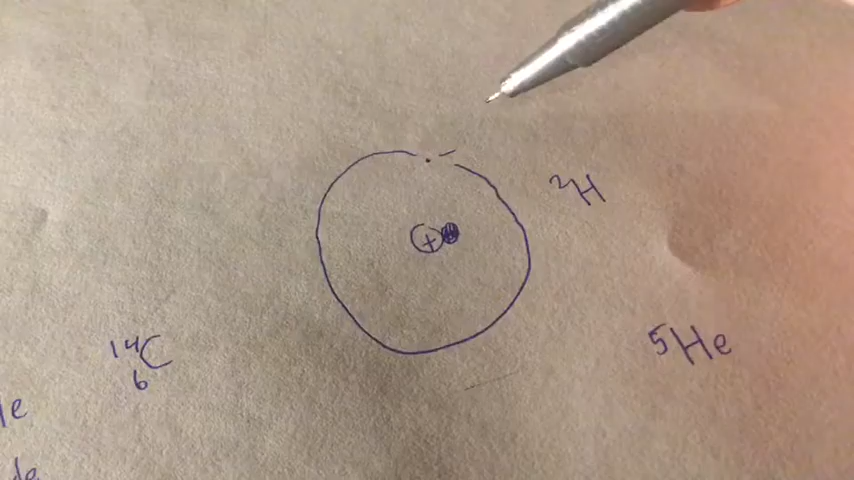 +
²H
¹⁴₆C
⁵He